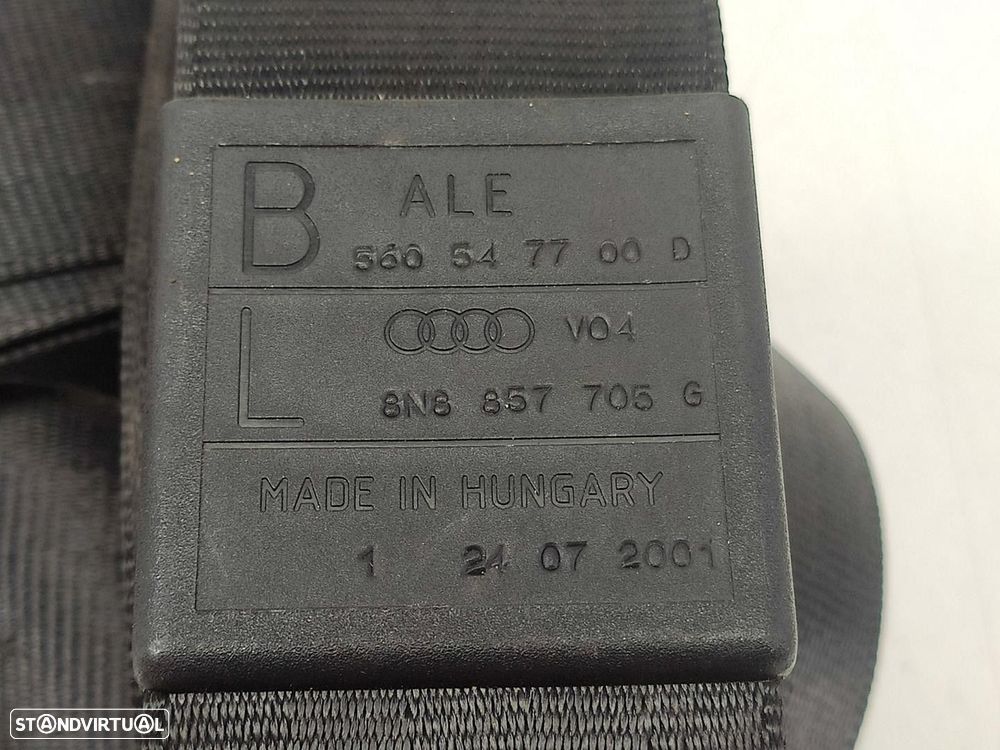 B ALE
560 54 77 00 D
L V04
8N8 857 705 G
MADE IN HUNGARY
1 24 07 2001
STANDVIRTUAL